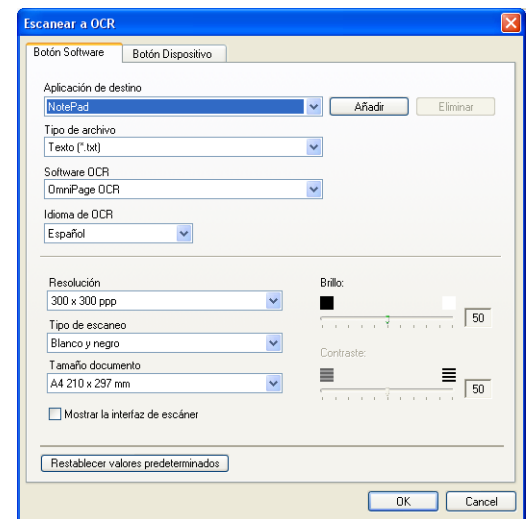 Escanear a OCR
Botón Software Botón Dispositivo
Aplicación de destino
NotePad Añadir Eliminar
Tipo de archivo
Texto (*.txt)
Software OCR
OmniPage OCR
Idioma de OCR
Español
Resolución Brillo:
300 x 300 ppp
50
Tipo de escaneo
Blanco y negro
Contraste:
Tamaño documento
A4 210 x 297 mm
50
Mostrar la interfaz de escáner
Restablecer valores predeterminados
OK Cancel